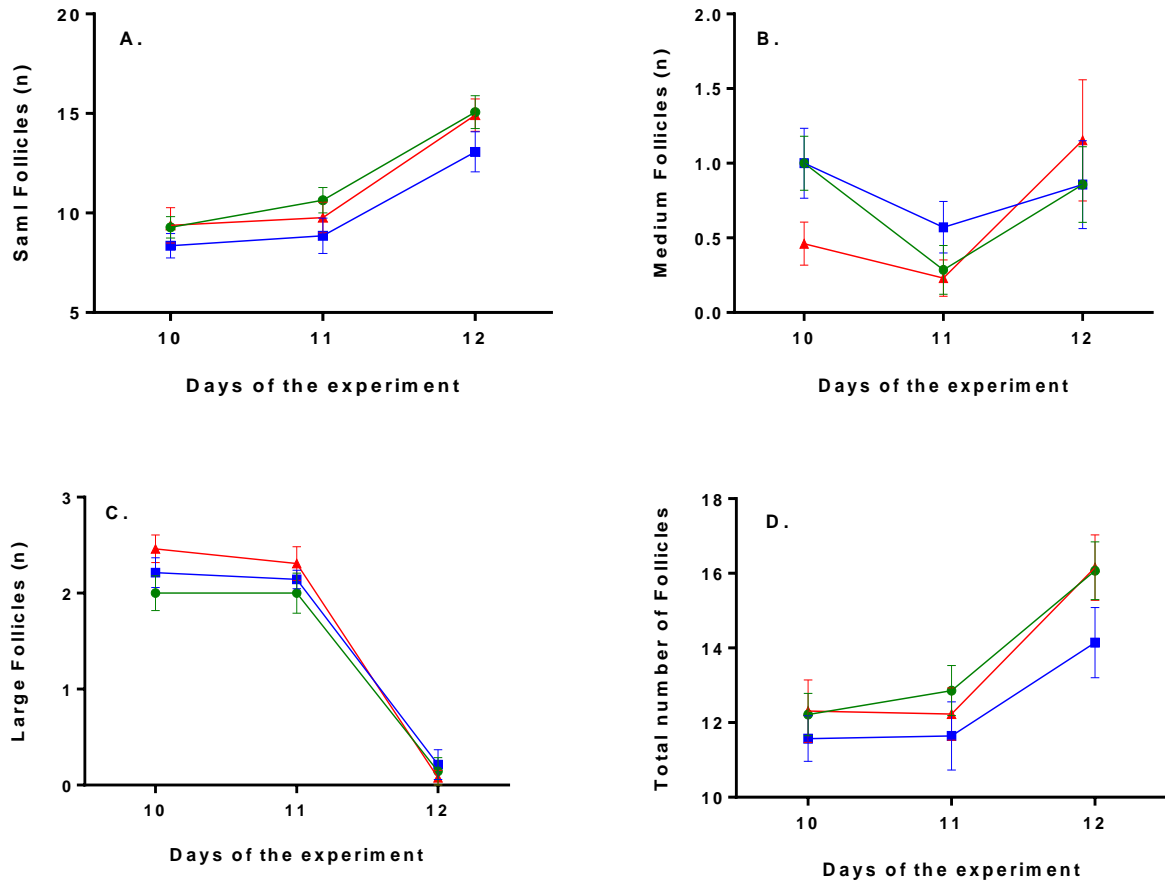 A.
Saml Follicles (n)
20
15
10
5
10 11 12
Days of the experiment
B.
Medium Follicles (n)
2.0
1.5
1.0
0.5
0.0
10 11 12
Days of the experiment
C.
Large Follicles (n)
3
2
1
0
10 11 12
Days of the experiment
D.
Total number of Follicles
18
16
14
12
10
10 11 12
Days of the experiment